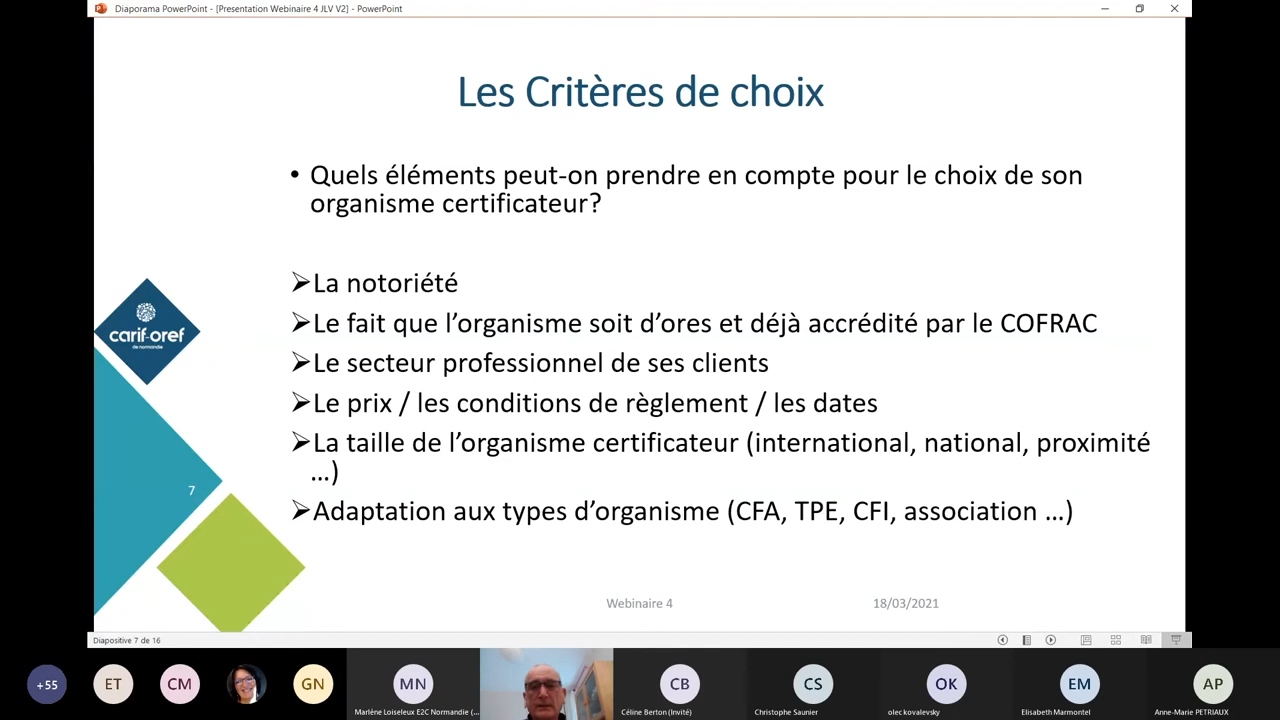 Diaporama PowerPoint - [Presentation Webinaire 4 JLV V2] - PowerPoint
Les Critères de choix
• Quels éléments peut-on prendre en compte pour le choix de son
organisme certificateur?
➢La notoriété
➢Le fait que l’organisme soit d’ores et déjà accrédité par le COFRAC
➢Le secteur professionnel de ses clients
➢Le prix / les conditions de règlement / les dates
➢La taille de l’organisme certificateur (international, national, proximité
…)
➢Adaptation aux types d’organisme (CFA, TPE, CFI, association …)
carif-oref
de normandie
7
Webinaire 4
18/03/2021
Diapositive 7 de 16
+55
ET
CM
GN
MN
CB
CS
OK
EM
AP
Marlène Loiseleux E2C Normandie (...
Céline Berton (Invité)
Christophe Saunier
olec kovalevsky
Elisabeth Marmontel
Anne-Marie PETRIAUX